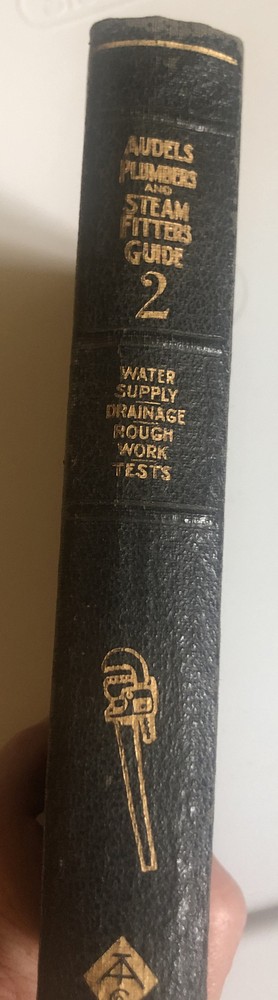 AUDELS
PLUMBERS
AND
STEAM
FITTERS
GUIDE
2
WATER
SUPPLY
DRAINAGE
ROUGH
WORK
TESTS